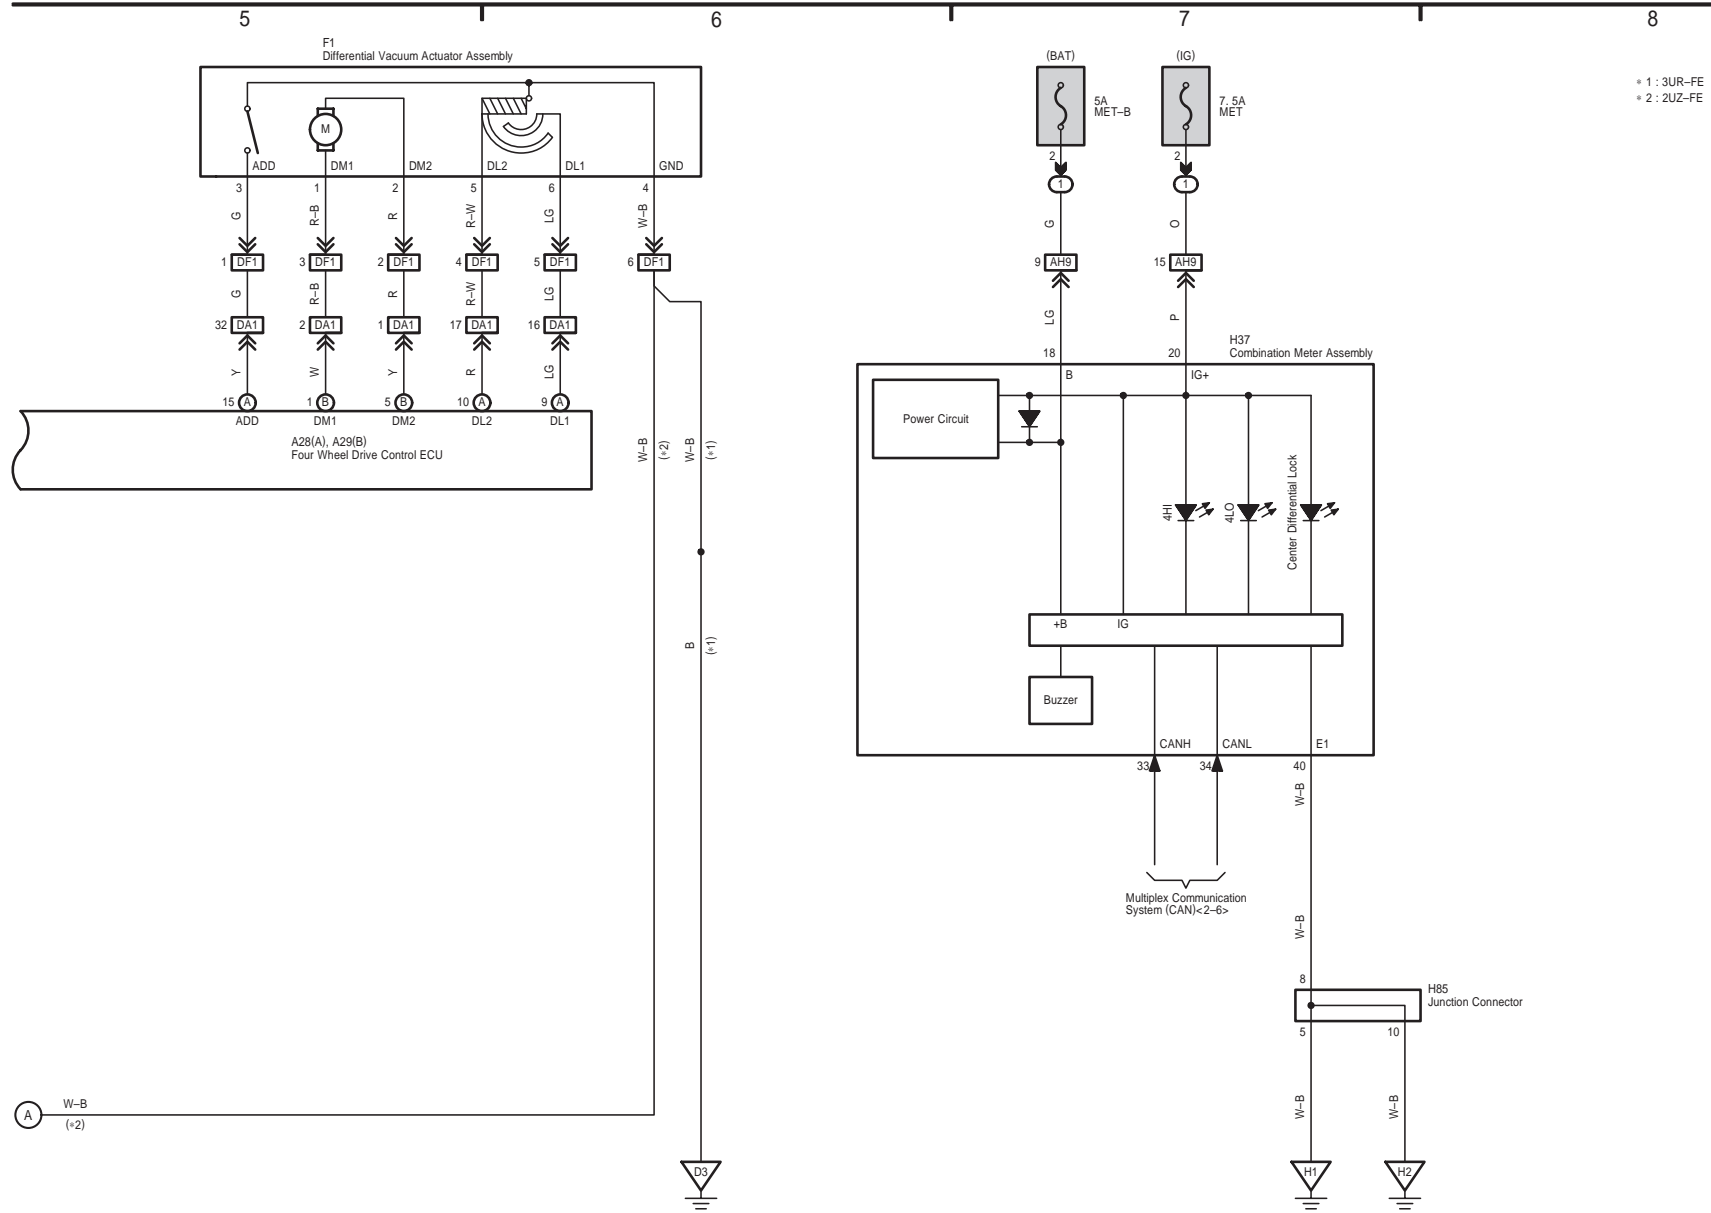 5
6
7
8
F1
Differential Vacuum Actuator Assembly
M
ADD
DM1
DM2
DL2
DL1
GND
3
1
2
5
6
4
G
R–B
R
R–W
LG
W–B
1 DF1
3 DF1
2 DF1
4 DF1
5 DF1
6 DF1
G
R–B
R
R–W
LG
32 DA1
2 DA1
1 DA1
17 DA1
16 DA1
Y
W
Y
R
LG
15 A
1 B
5 B
10 A
9 A
ADD
DM1
DM2
DL2
DL1
A28(A), A29(B)
Four Wheel Drive Control ECU
W–B
(∗2)
W–B
(∗1)
B
(∗1)
A
W–B
(∗2)
D3
(BAT)
(IG)
5A
MET–B
7. 5A
MET
∗ 1 : 3UR–FE
∗ 2 : 2UZ–FE
2
2
1
1
G
O
9 AH9
15 AH9
LG
P
18
20
H37
Combination Meter Assembly
B
IG+
Power Circuit
4HI
4LO
Center Differential Lock
+B
IG
Buzzer
CANH
CANL
E1
33
34
40
W–B
Multiplex Communication
System (CAN)<2–6>
W–B
8
H85
Junction Connector
5
10
W–B
W–B
H1
H2